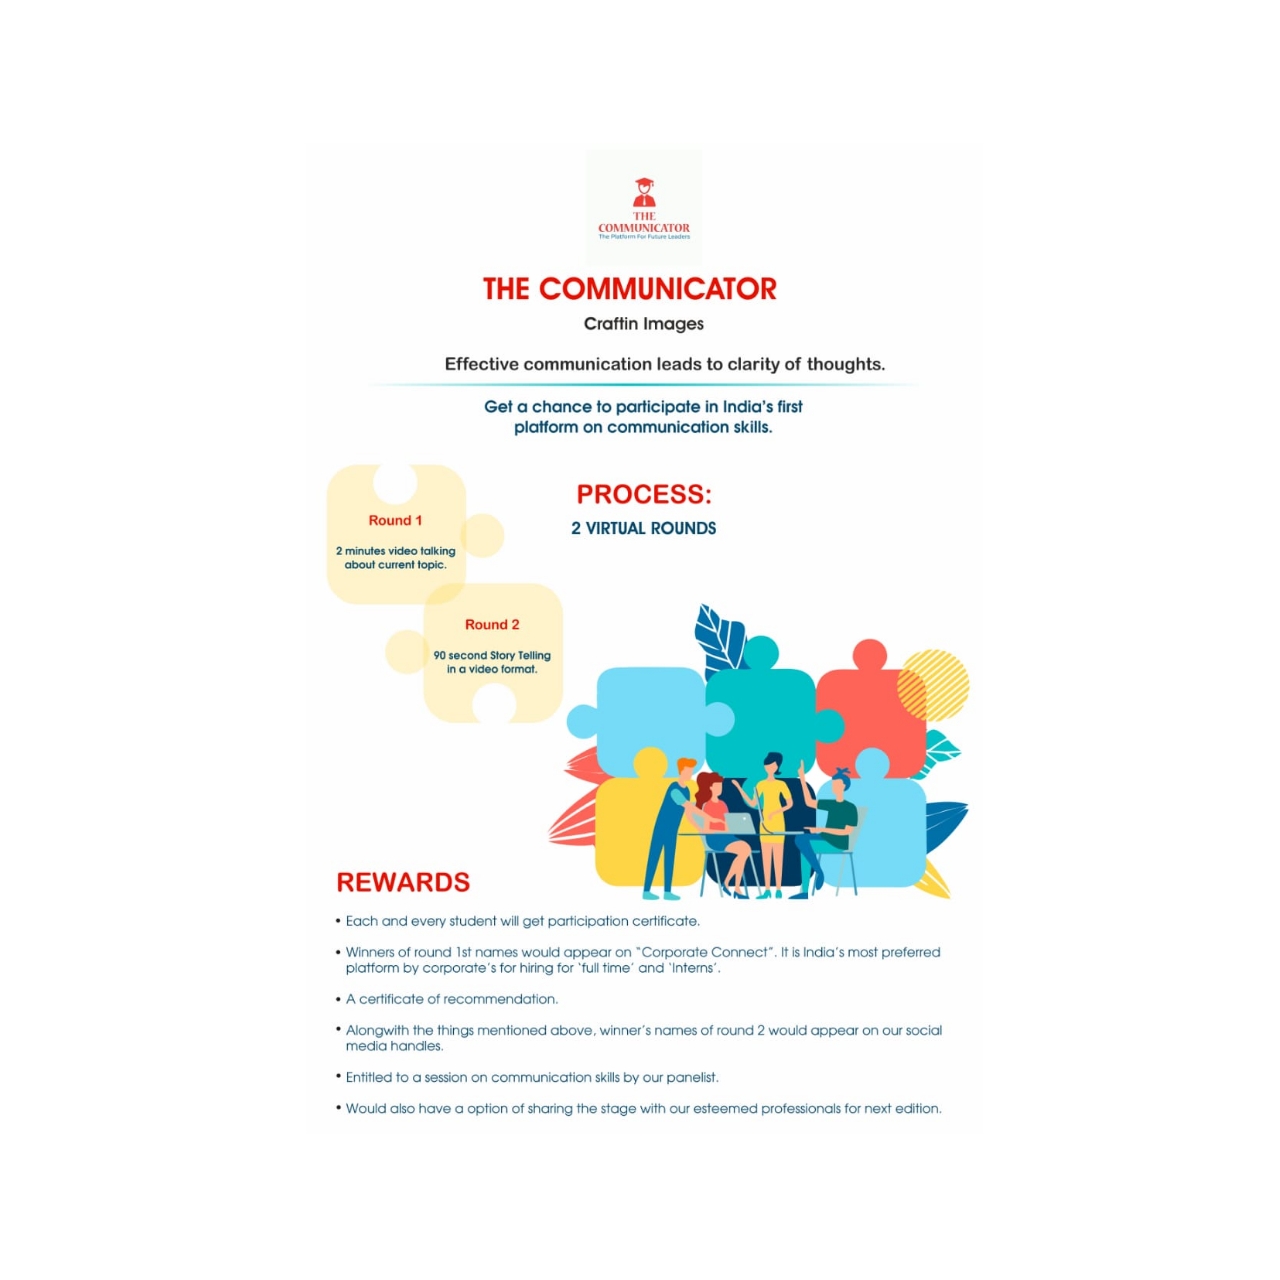 THE
COMMUNICATOR
The Platform For Future Leaders
THE COMMUNICATOR
Craftin Images
Effective communication leads to clarity of thoughts.
Get a chance to participate in India's first
platform on communication skills.
PROCESS:
2 VIRTUAL ROUNDS
Round 1
2 minutes video talking
about current topic.
Round 2
90 second Story Telling
in a video format.
REWARDS
• Each and every student will get participation certificate.
• Winners of round 1st names would appear on “Corporate Connect”. It is India's most preferred
platform by corporate's for hiring for ‘full time’ and ‘Interns’.
• A certificate of recommendation.
• Alongwith the things mentioned above, winner's names of round 2 would appear on our social
media handles.
• Entitled to a session on communication skills by our panelist.
• Would also have a option of sharing the stage with our esteemed professionals for next edition.